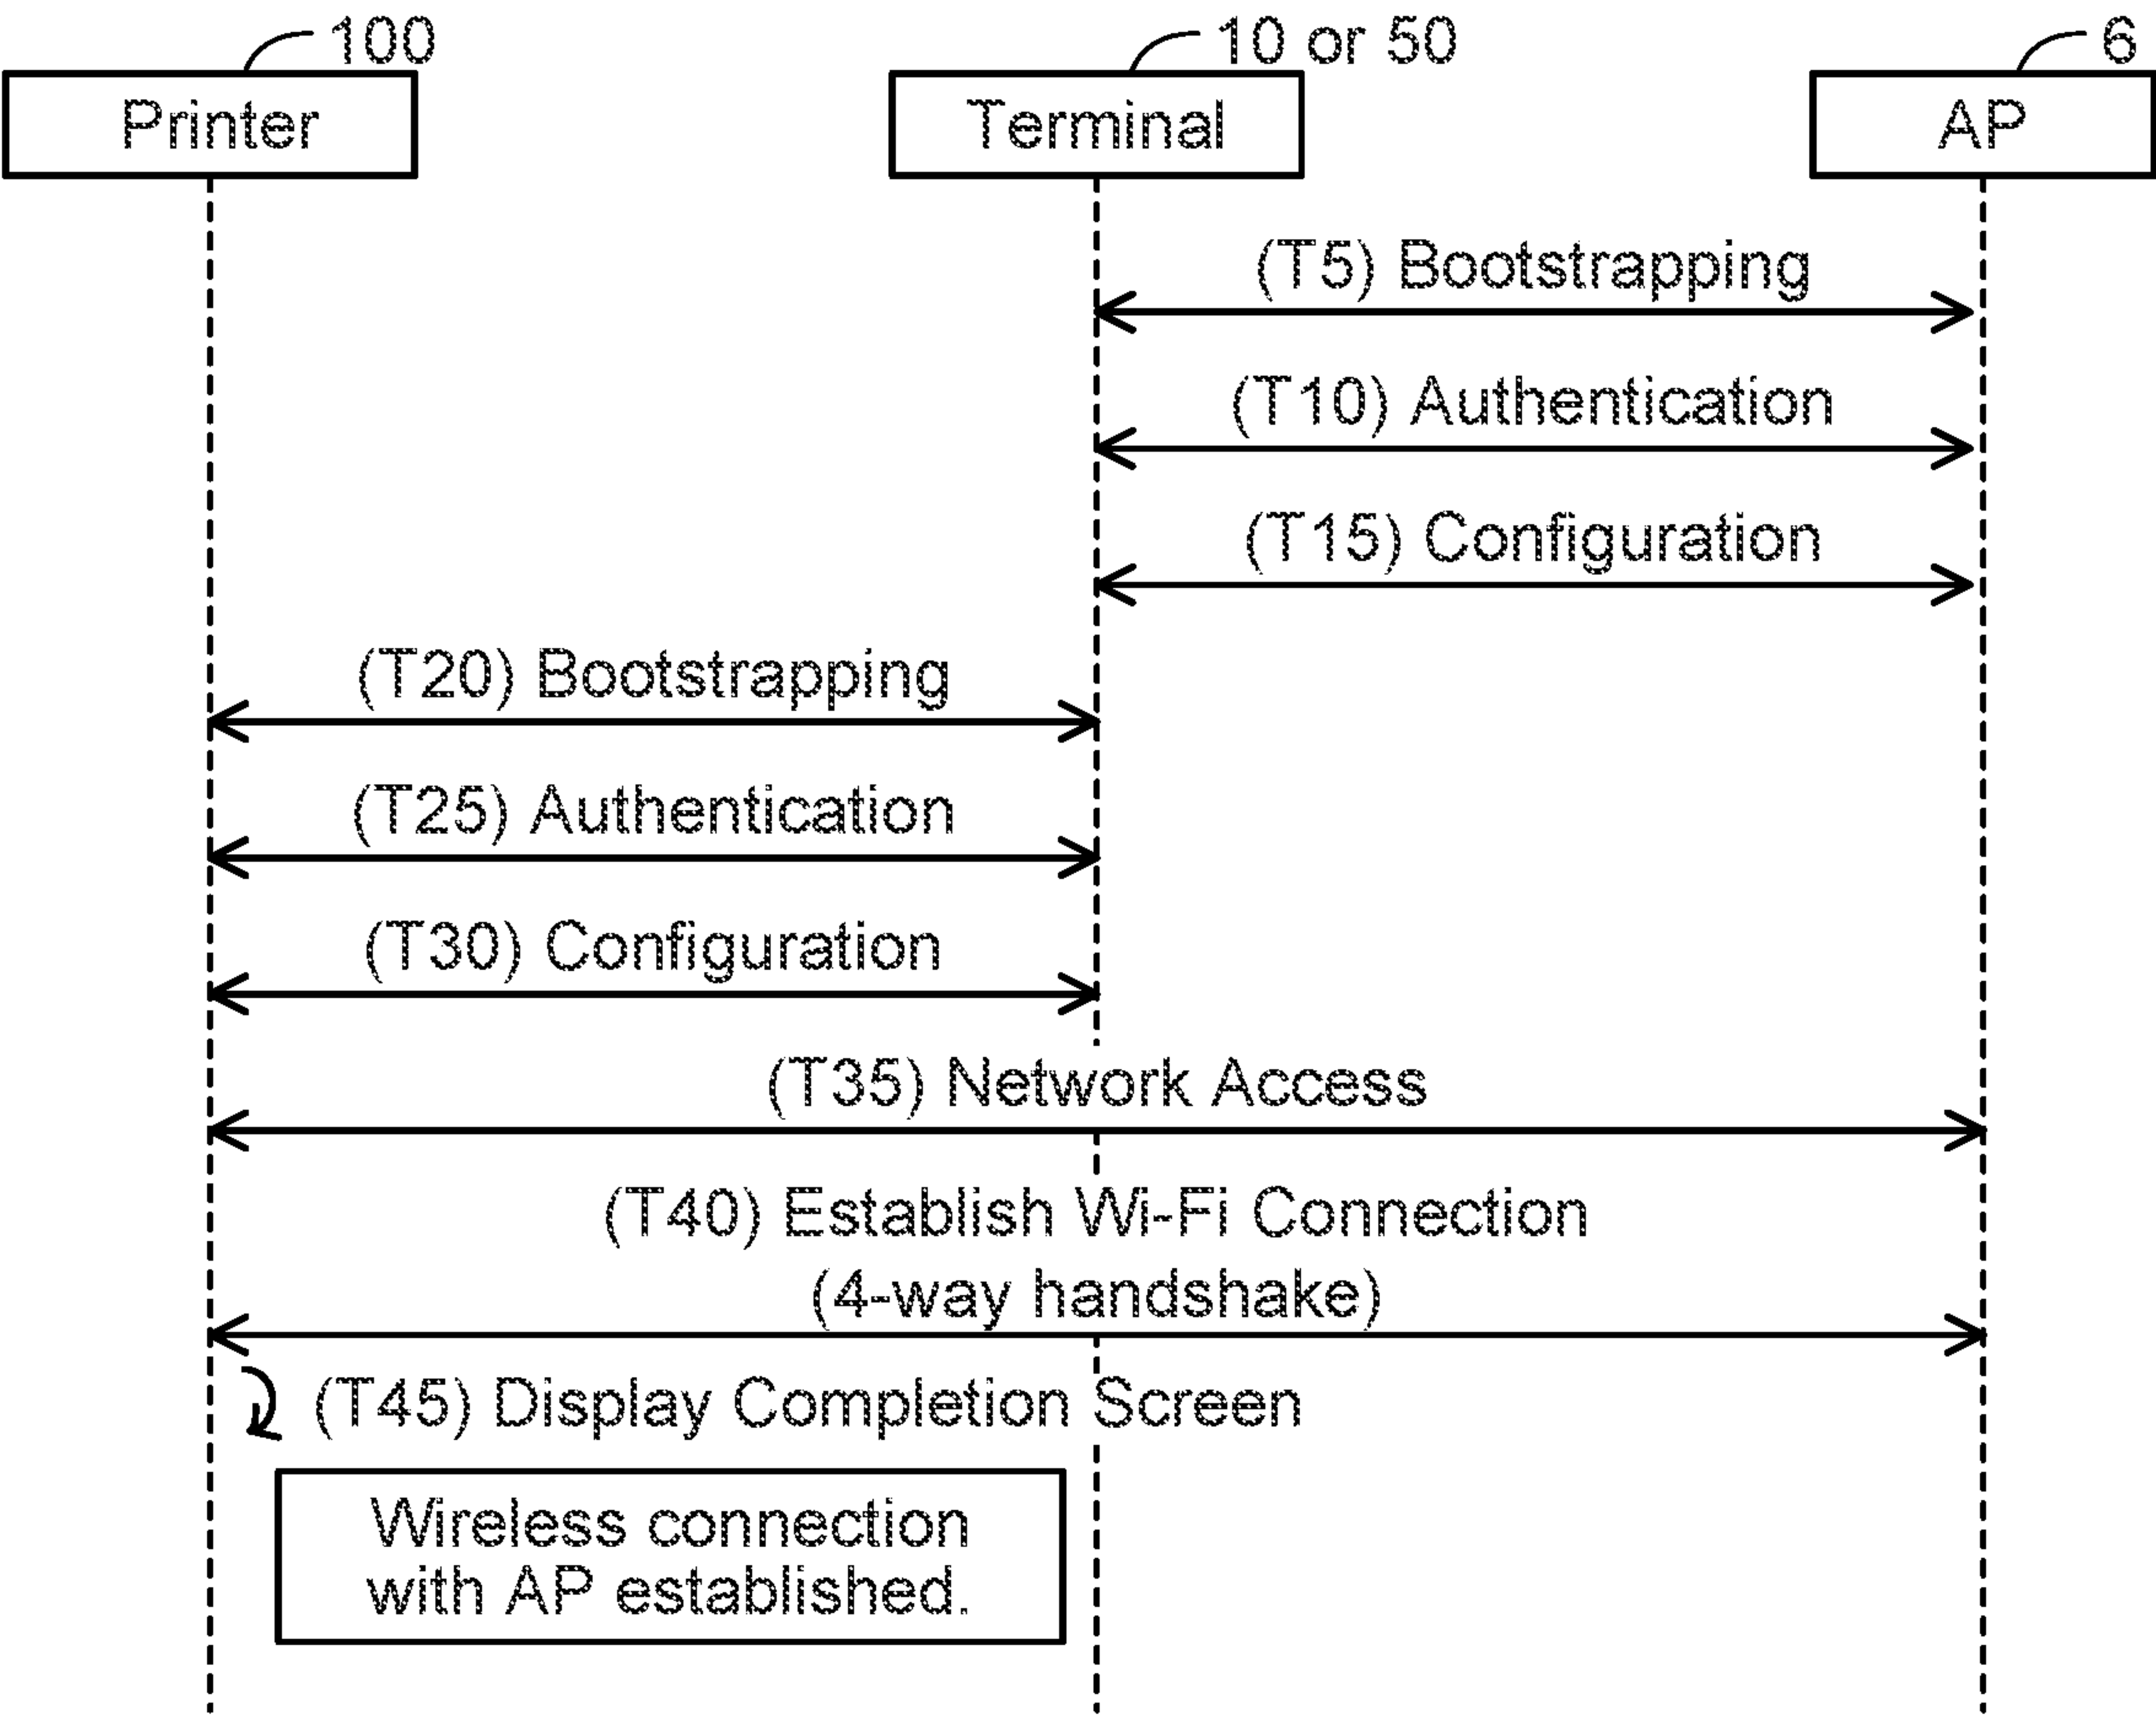 100
10 or 50
6
Printer
Terminal
AP
(T5) Bootstrapping
(T10) Authentication
(T15) Configuration
(T20) Bootstrapping
(T25) Authentication
(T30) Configuration
(T35) Network Access
(T40) Establish Wi-Fi Connection
(4-way handshake)
(T45) Display Completion Screen
Wireless connection
with AP established.